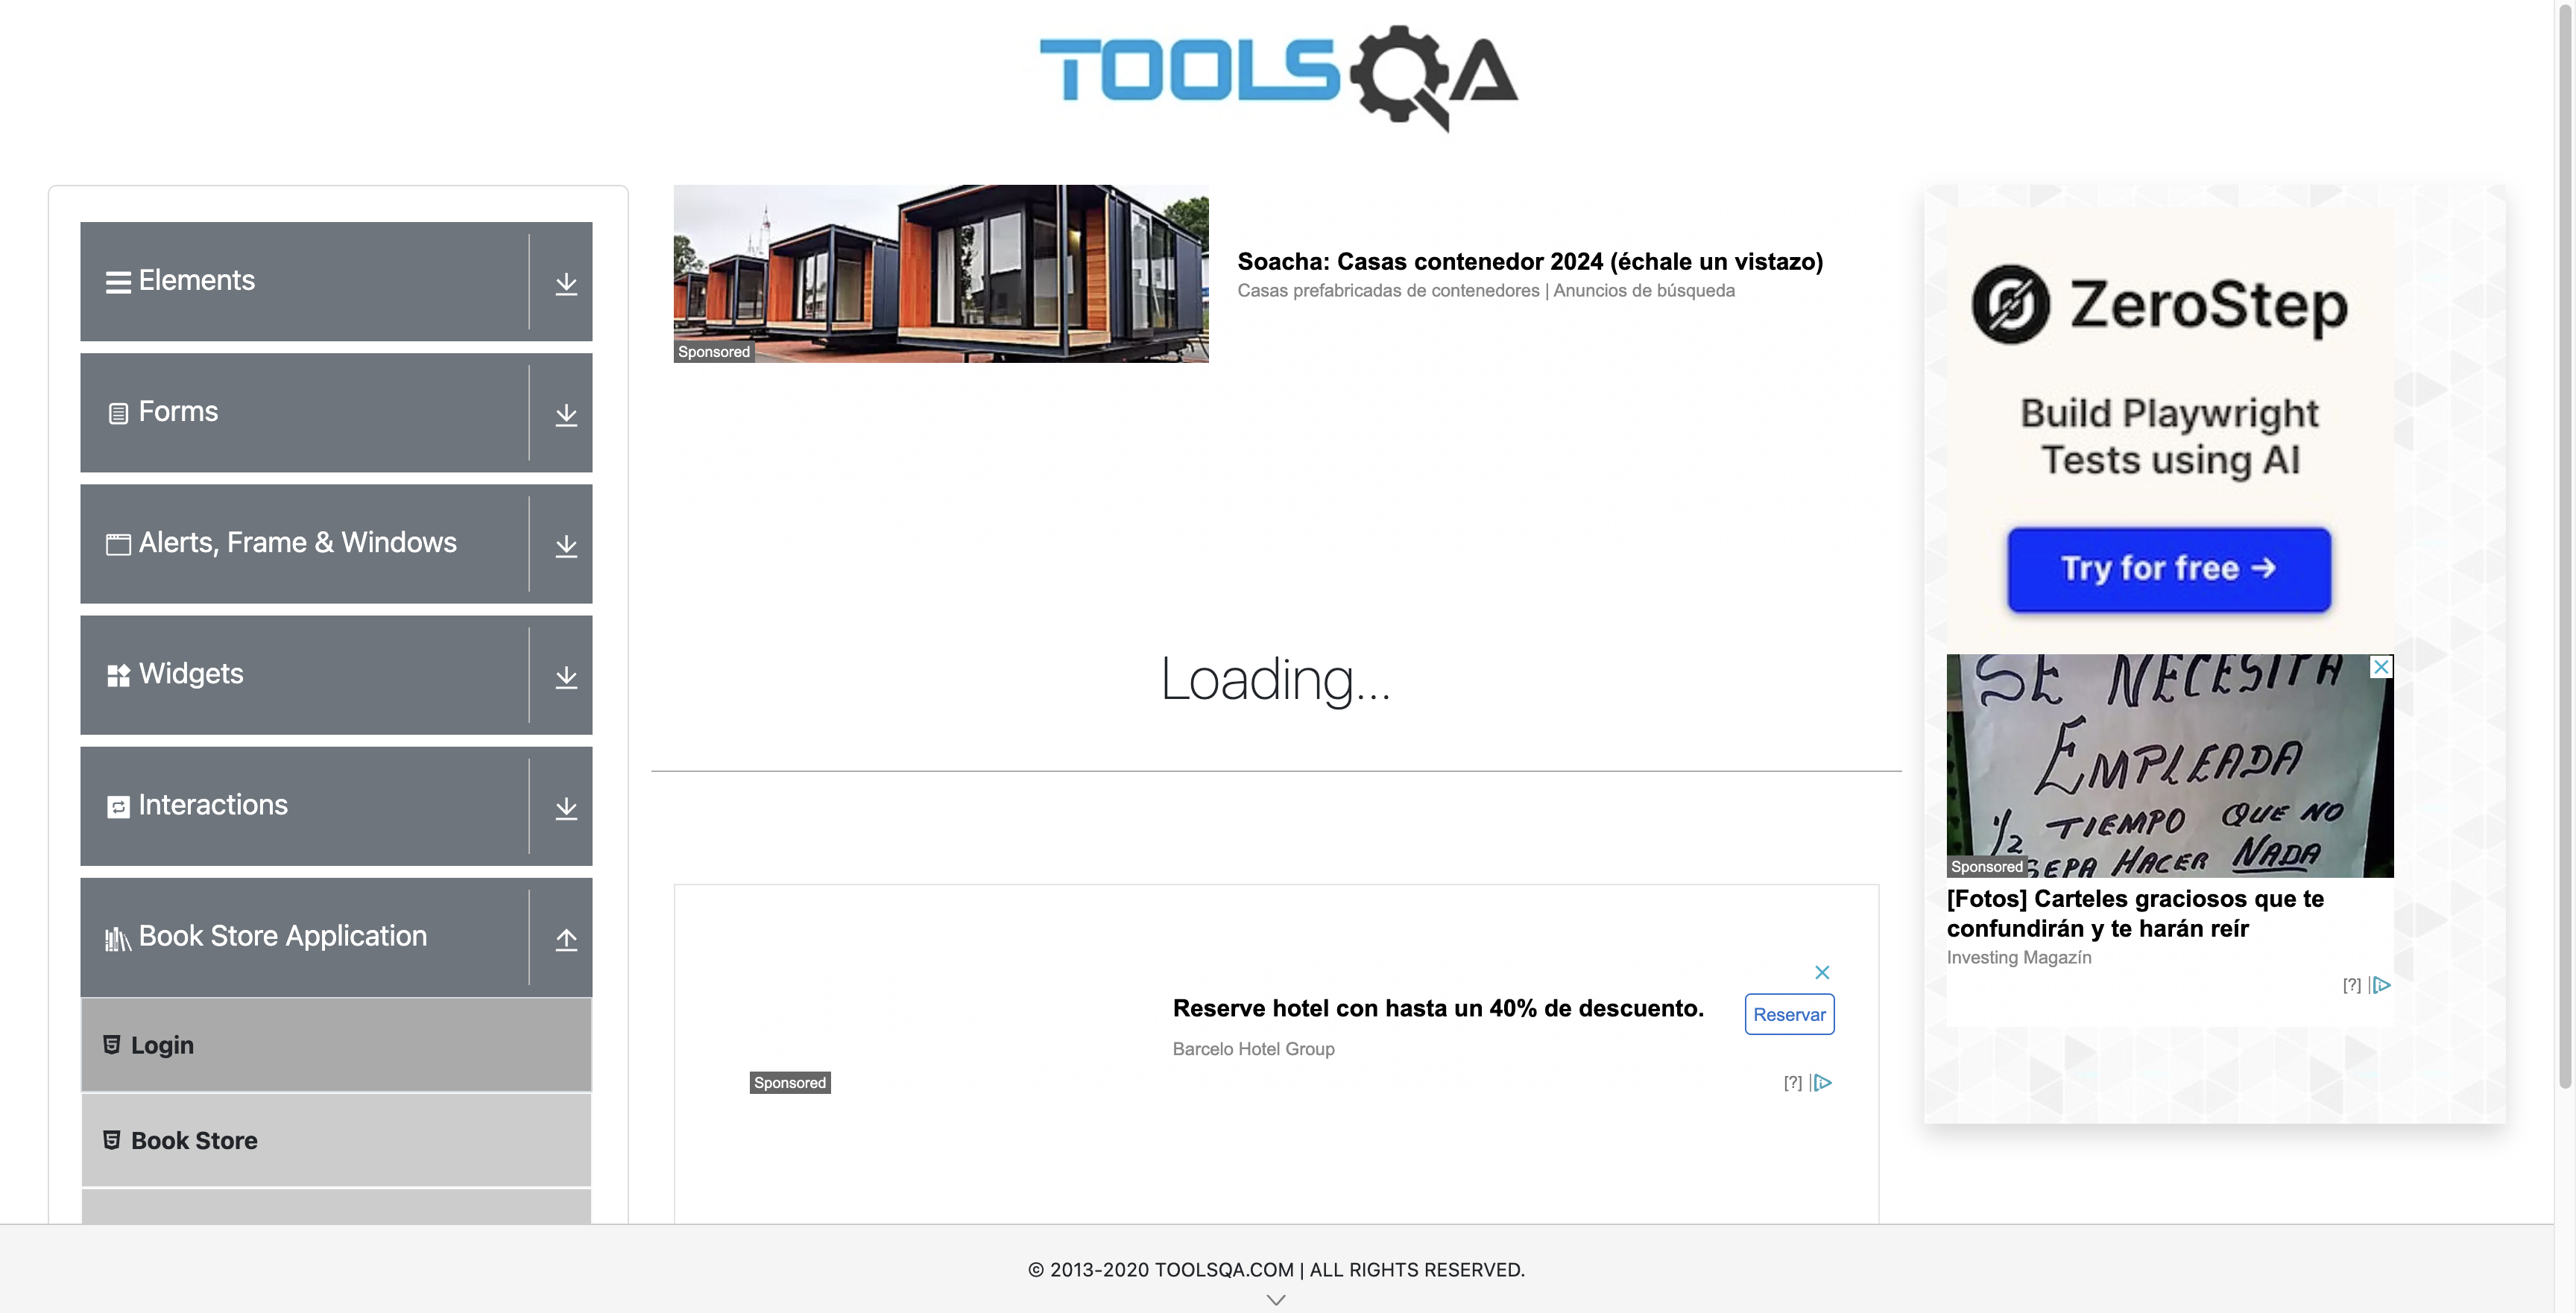 TOOLSQA
Elements
Forms
Alerts, Frame & Windows
Widgets
Interactions
Book Store Application
Login
Book Store
Sponsored
Soacha: Casas contenedor 2024 (échale un vistazo)
Casas prefabricadas de contenedores | Anuncios de búsqueda
Loading...
Reserve hotel con hasta un 40% de descuento.
Barcelo Hotel Group
Reservar
Sponsored
[?]
ZeroStep
Build Playwright
Tests using AI
Try for free →
SE NECESITA
EMPLEADA
1/2 TIEMPO QUE NO
SEPA HACER NADA
Sponsored
[Fotos] Carteles graciosos que te
confundirán y te harán reír
Investing Magazín
[?]
© 2013-2020 TOOLSQA.COM | ALL RIGHTS RESERVED.